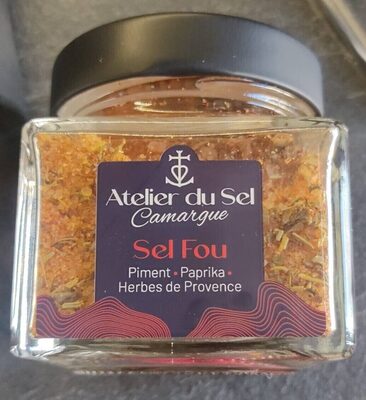 Atelier du Sel
Camargue
Sel Fou
Piment • Paprika •
Herbes de Provence